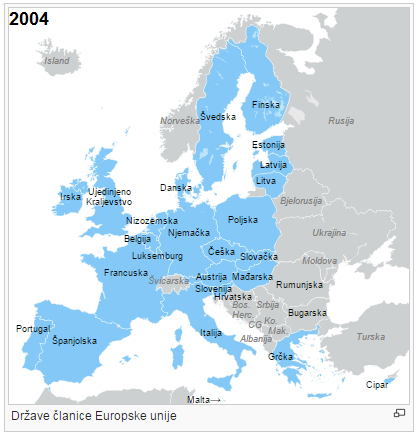 2004
Island
Norveška
Švedska
Finska
Rusija
Estonija
Latvija
Litva
Danska
Irska
Ujedinjeno
Kraljevstvo
Bjelorusija
Nizozemska
Poljska
Belgija
Njemačka
Ukrajina
Luksemburg
Češka
Slovačka
Moldova
Francuska
Švicarska
Austrija
Mađarska
Slovenija
Hrvatska
Rumunjska
Bos.
Herc.
Srbija
Bugarska
CG
Ko.
Mak.
Portugal
Španjolska
Italija
Albanija
Turska
Grčka
Cipar
Malta→
Države članice Europske unije